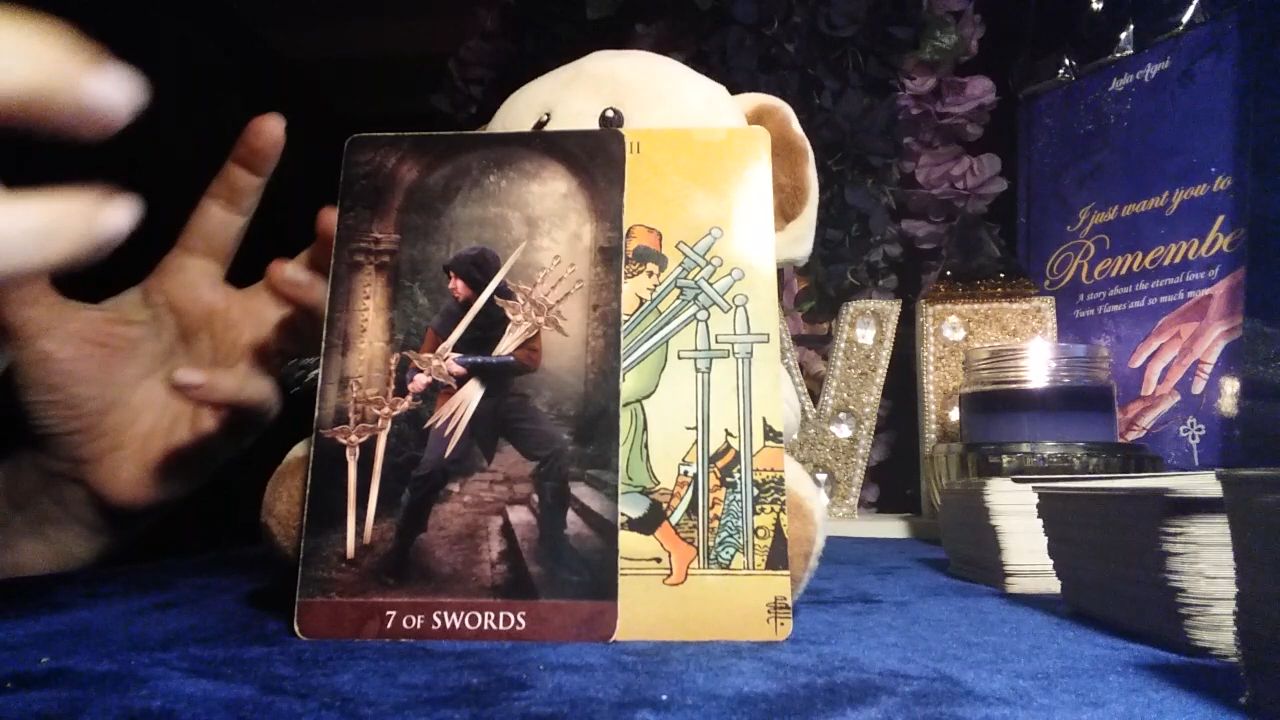 II
7 OF SWORDS
Lola Agni
I just want you to
Remembe
A story about the eternal love of
Twin Flames and so much more